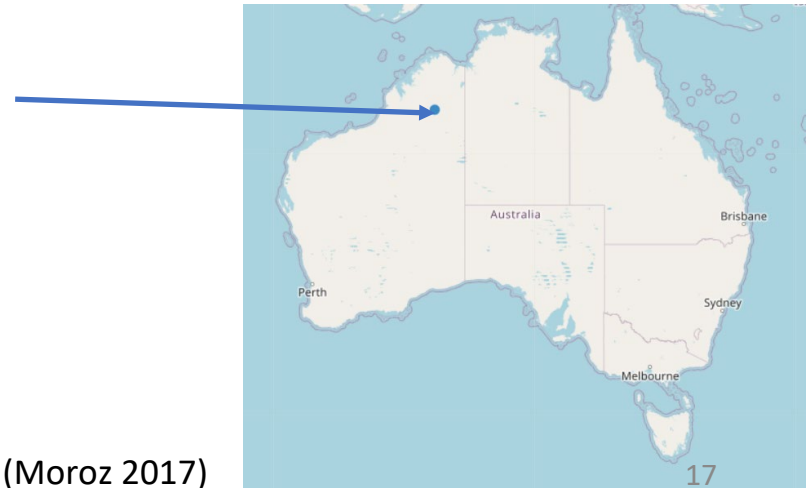 Australia
Brisbane
Perth
Sydney
Melbourne
(Moroz 2017)
17